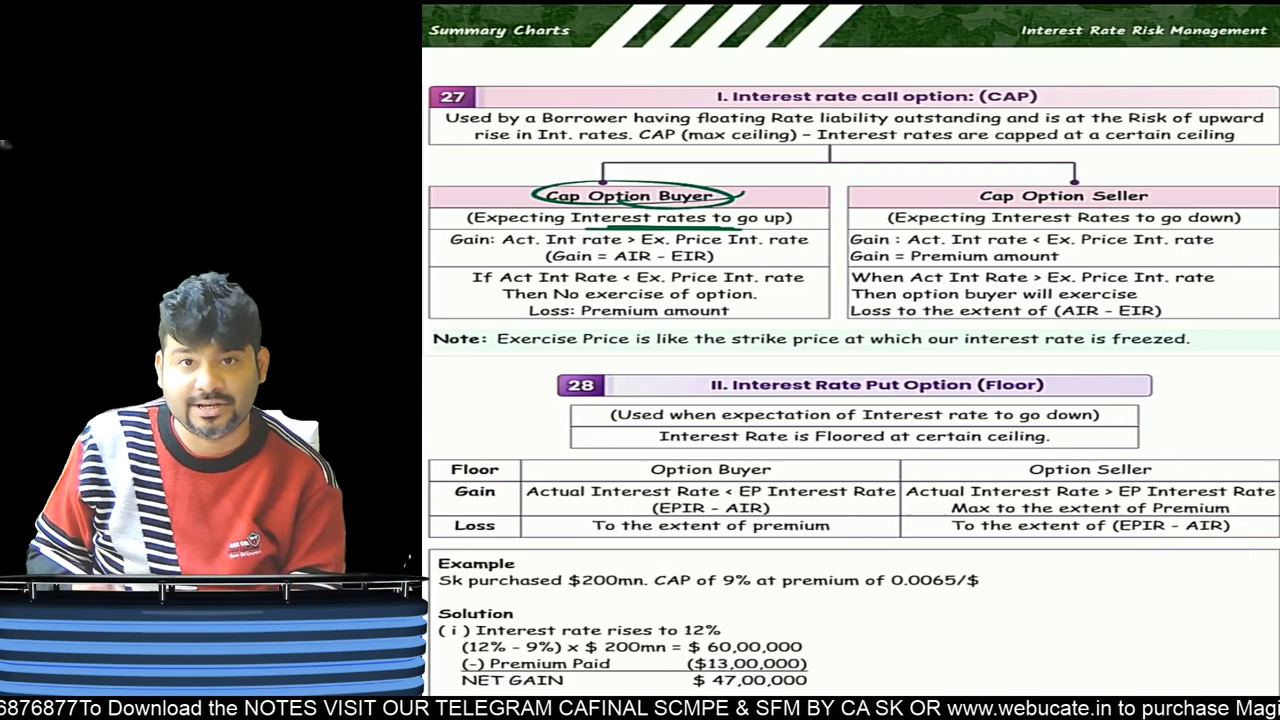 Summary Charts
Interest Rate Risk Management
27
I. Interest rate call option: (CAP)
Used by a Borrower having floating Rate liability outstanding and is at the Risk of upward
rise in Int. rates. CAP (max ceiling) – Interest rates are capped at a certain ceiling
Cap Option Buyer
(Expecting Interest rates to go up)
Gain: Act. Int rate > Ex. Price Int. rate
(Gain = AIR - EIR)
If Act Int Rate < Ex. Price Int. rate
Then No exercise of option.
Loss: Premium amount
Cap Option Seller
(Expecting Interest Rates to go down)
Gain : Act. Int rate < Ex. Price Int. rate
Gain = Premium amount
When Act Int Rate > Ex. Price Int. rate
Then option buyer will exercise
Loss to the extent of (AIR - EIR)
Note: Exercise Price is like the strike price at which our interest rate is freezed.
28
II. Interest Rate Put Option (Floor)
(Used when expectation of Interest rate to go down)
Interest Rate is Floored at certain ceiling.
Floor Option Buyer Option Seller
Gain Actual Interest Rate < EP Interest Rate Actual Interest Rate > EP Interest Rate
(EPIR - AIR) Max to the extent of Premium
Loss To the extent of premium To the extent of (EPIR - AIR)
Example
Sk purchased $200mn. CAP of 9% at premium of 0.0065/$
Solution
( i ) Interest rate rises to 12%
(12% - 9%) x $ 200mn = $ 60,00,000
(-) Premium Paid ($13,00,000)
NET GAIN $ 47,00,000
6876877To Download the NOTES VISIT OUR TELEGRAM CAFINAL SCMPE & SFM BY CA SK OR www.webucate.in to purchase Mag